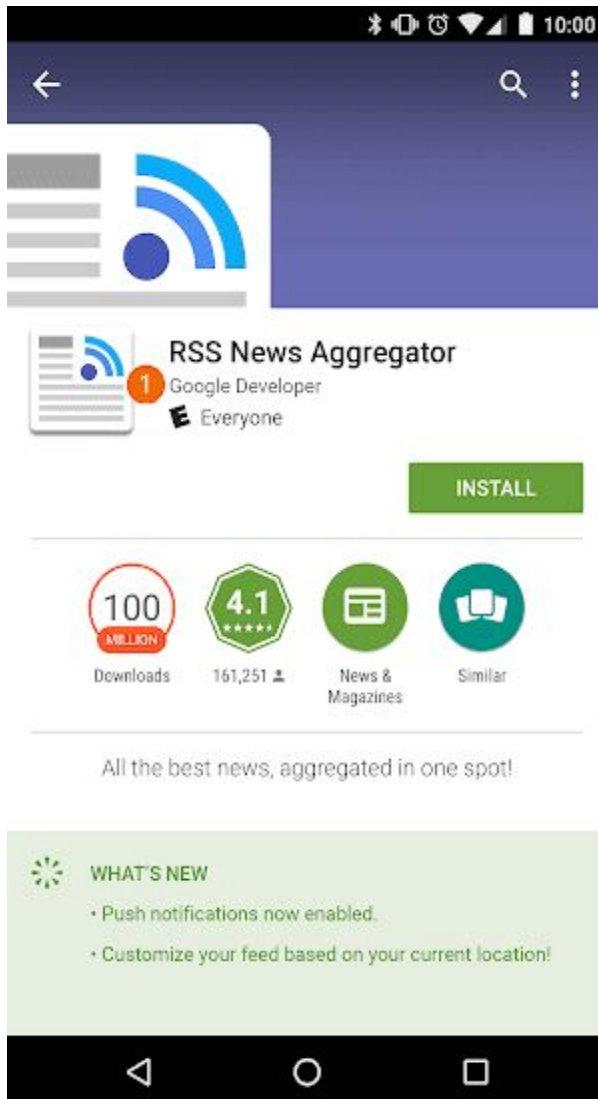 10:00
RSS News Aggregator
1
Google Developer
E Everyone
INSTALL
100
MILLION
Downloads
4.1
161,251
News &
Magazines
Similar
All the best news, aggregated in one spot!
WHAT'S NEW
• Push notifications now enabled.
• Customize your feed based on your current location!